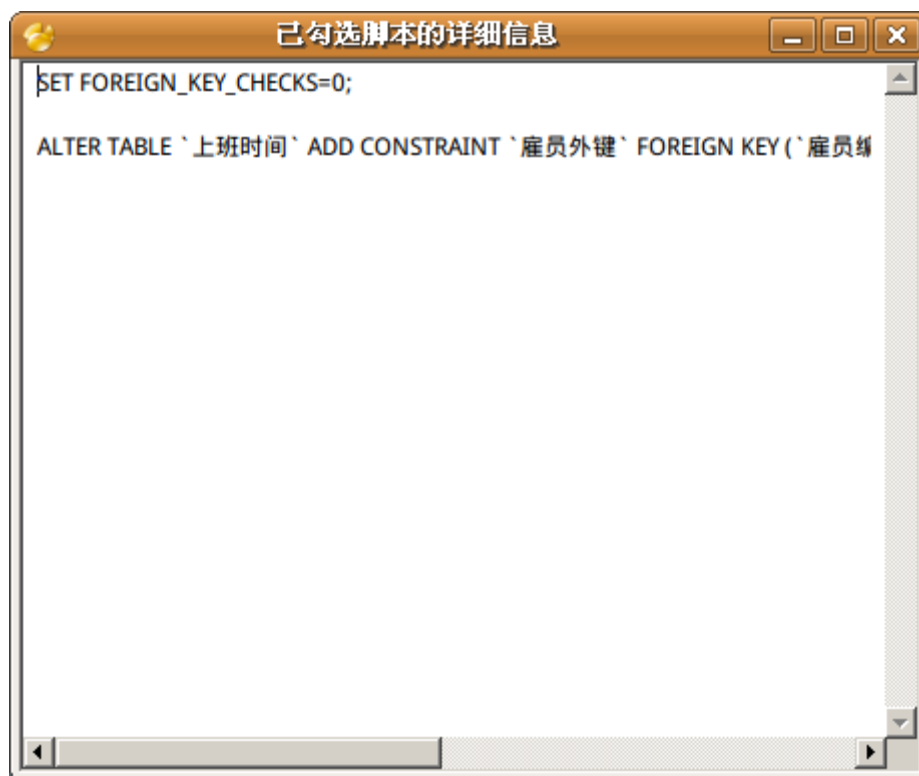 已勾选脚本的详细信息
SET FOREIGN_KEY_CHECKS=0;
ALTER TABLE `上班时间` ADD CONSTRAINT `雇员外键` FOREIGN KEY (`雇员编